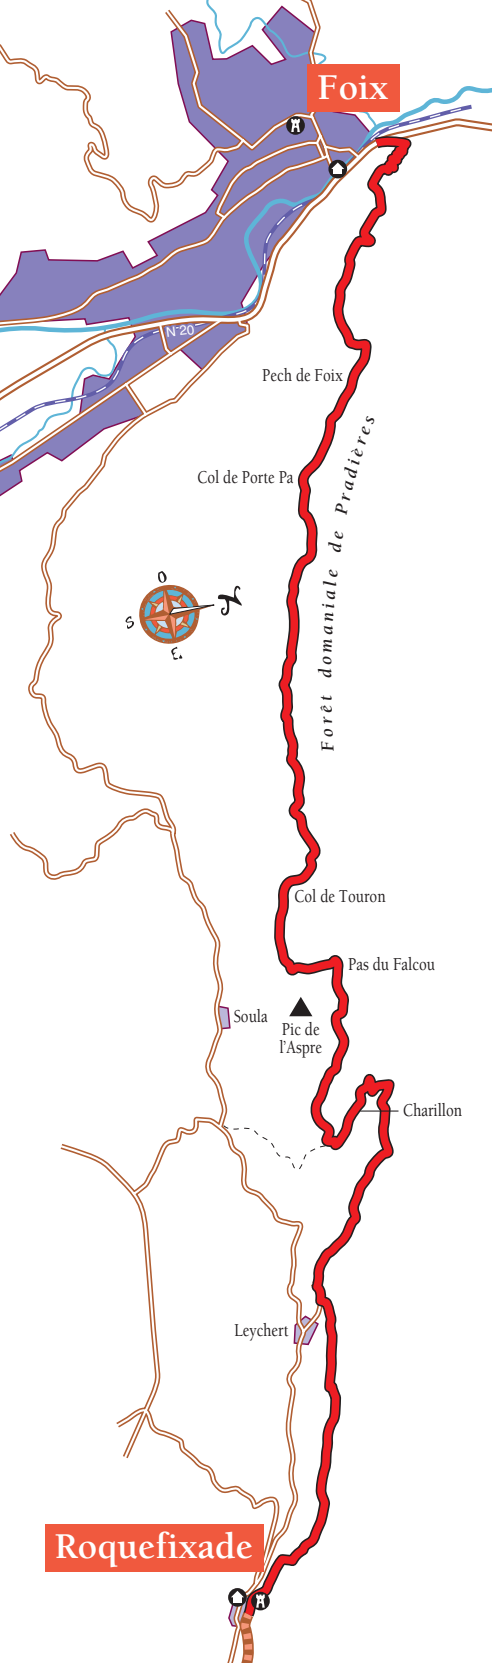 Foix
N 20
Pech de Foix
Col de Porte Pa
Forêt domaniale de Pradières
O
N
S
E
Col de Touron
Pas du Falcou
Soula
Pic de
l'Aspre
Charillon
Leychert
Roquefixade